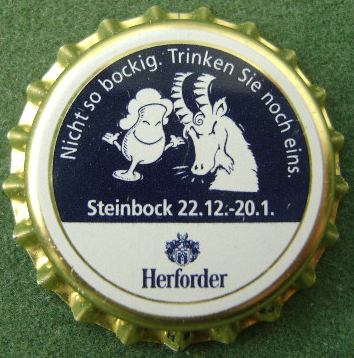 Nicht so bockig. Trinken Sie noch eins.
Steinbock 22.12.-20.1.
Herforder